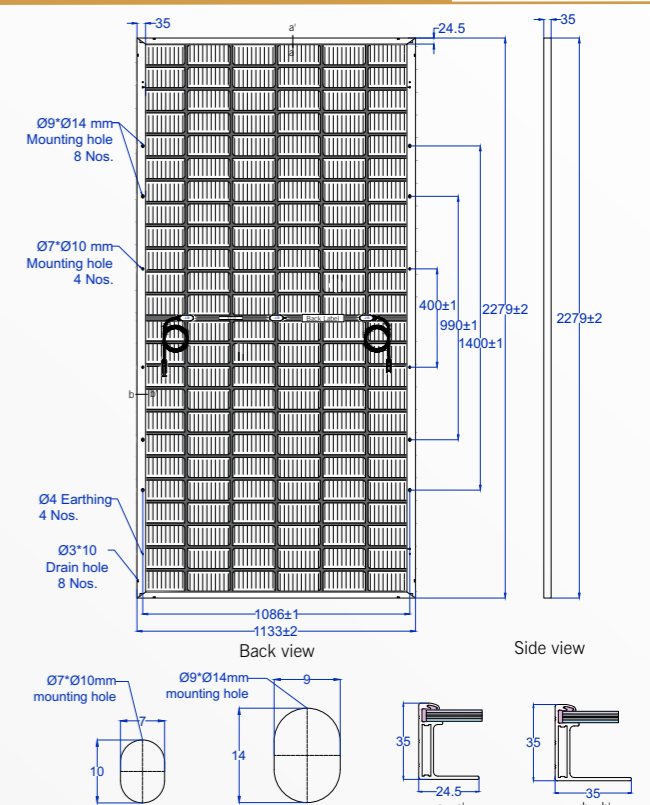 35
a'
a
24.5
35
Ø9*Ø14 mm
Mounting hole
8 Nos.
Ø7*Ø10 mm
Mounting hole
4 Nos.
400±1
990±1
1400±1
2279±2
2279±2
Back Label
b
b'
Ø4 Earthing
4 Nos.
Ø3*10
Drain hole
8 Nos.
1086±1
1133±2
Back view
Side view
Ø7*Ø10mm
mounting hole
7
10
Ø9*Ø14mm
mounting hole
9
14
35
24.5
35
35